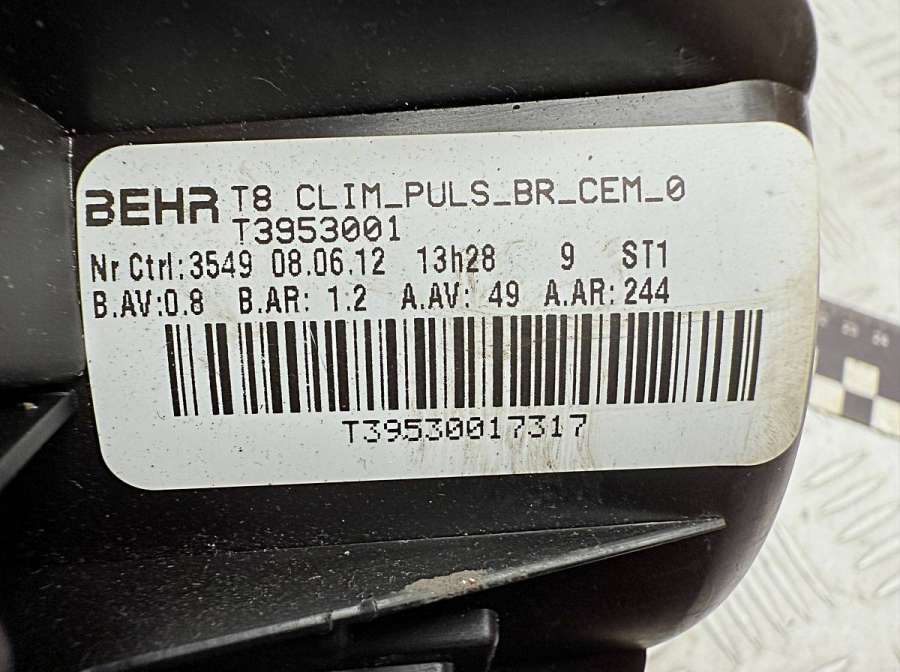 BEHR T8 CLIM_PULS_BR_CEM_0
T3953001
Nr Ctrl:3549 08.06.12 13h28 9 ST1
B.AV:0.8 B.AR: 1.2 A.AV: 49 A.AR:244
T39530017317